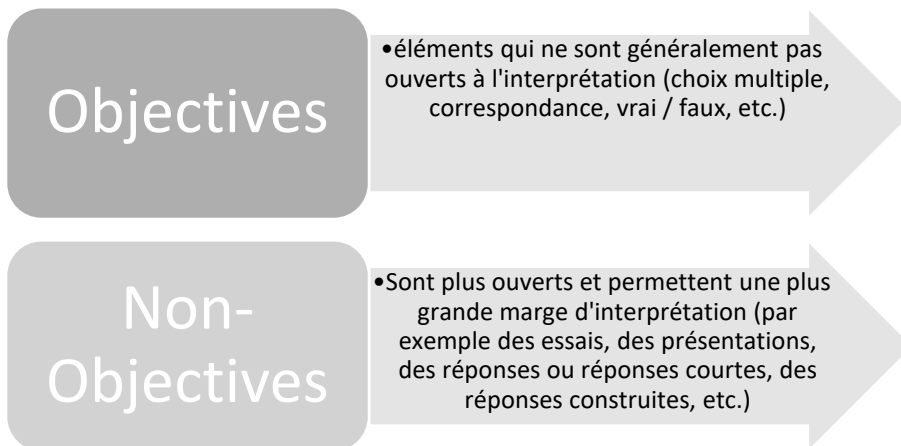 Objectives
•éléments qui ne sont généralement pas
ouverts à l'interprétation (choix multiple,
correspondance, vrai / faux, etc.)
Non-
Objectives
•Sont plus ouverts et permettent une plus
grande marge d'interprétation (par
exemple des essais, des présentations,
des réponses ou réponses courtes, des
réponses construites, etc.)